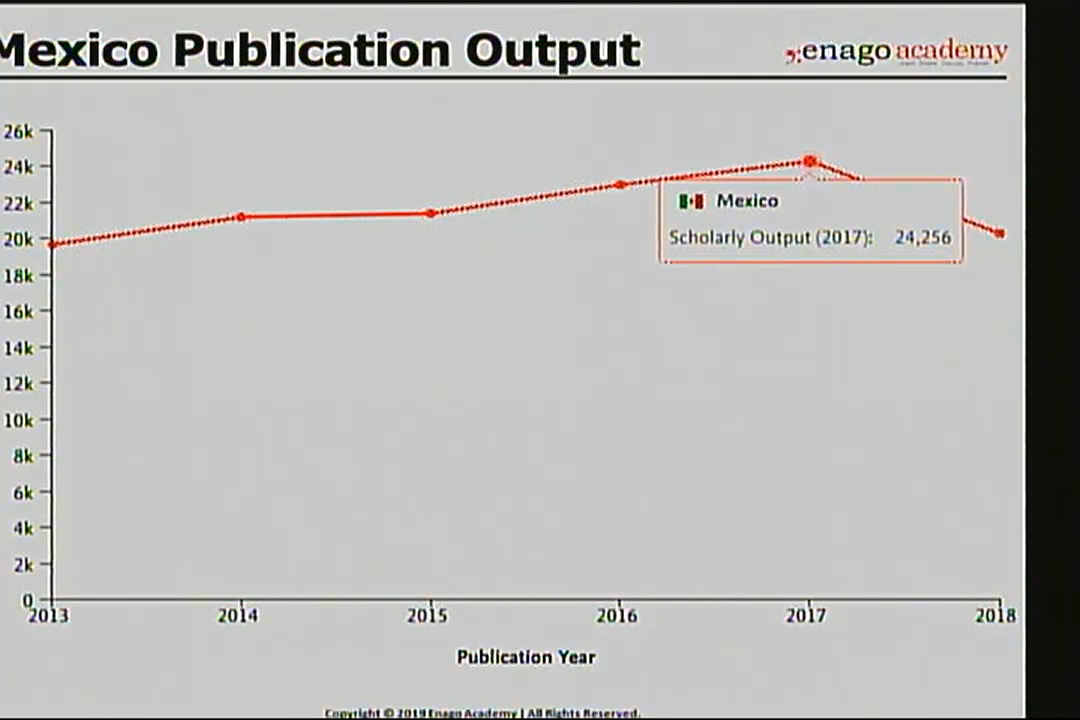 Mexico Publication Output
enago academy
26k
24k
22k
20k
18k
16k
14k
12k
10k
8k
6k
4k
2k
0
Mexico
Scholarly Output (2017): 24,256
2013 2014 2015 2016 2017 2018
Publication Year
Copyright © 2019 Enago Academy | All Rights Reserved.